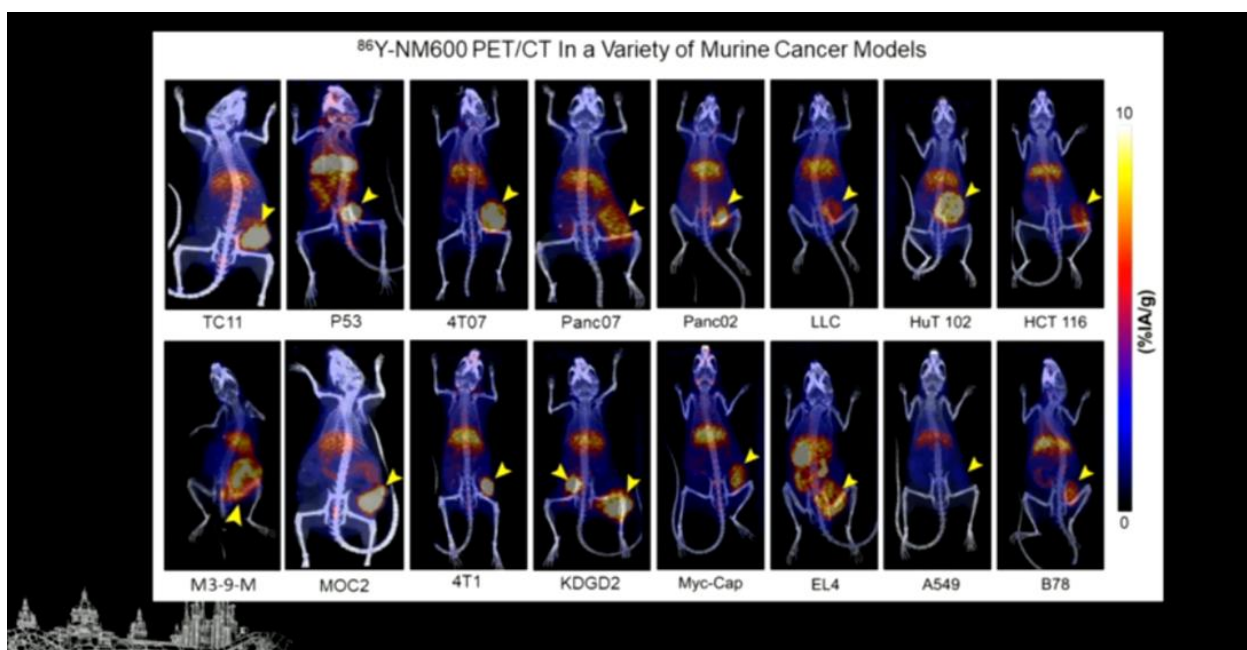 ⁸⁶Y-NM600 PET/CT In a Variety of Murine Cancer Models
TC11 P53 4T07 Panc07 Panc02 LLC HuT 102 HCT 116
M3-9-M MOC2 4T1 KDGD2 Myc-Cap EL4 A549 B78
10
(%IA/g)
0